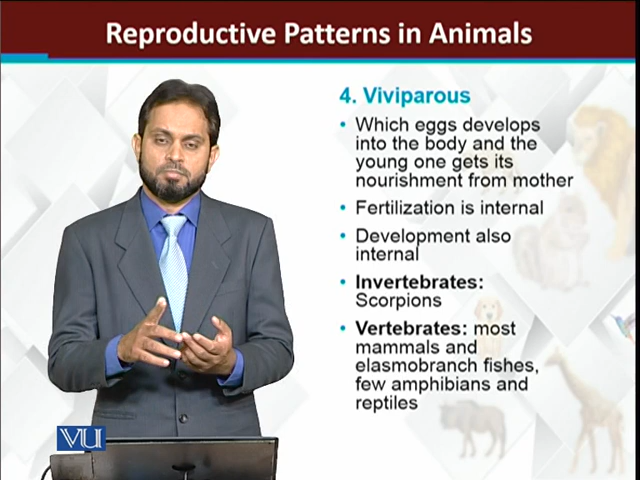 Reproductive Patterns in Animals
4. Viviparous
• Which eggs develops
into the body and the
young one gets its
nourishment from mother
• Fertilization is internal
• Development also
internal
• Invertebrates:
Scorpions
• Vertebrates: most
mammals and
elasmobranch fishes,
few amphibians and
reptiles
VU